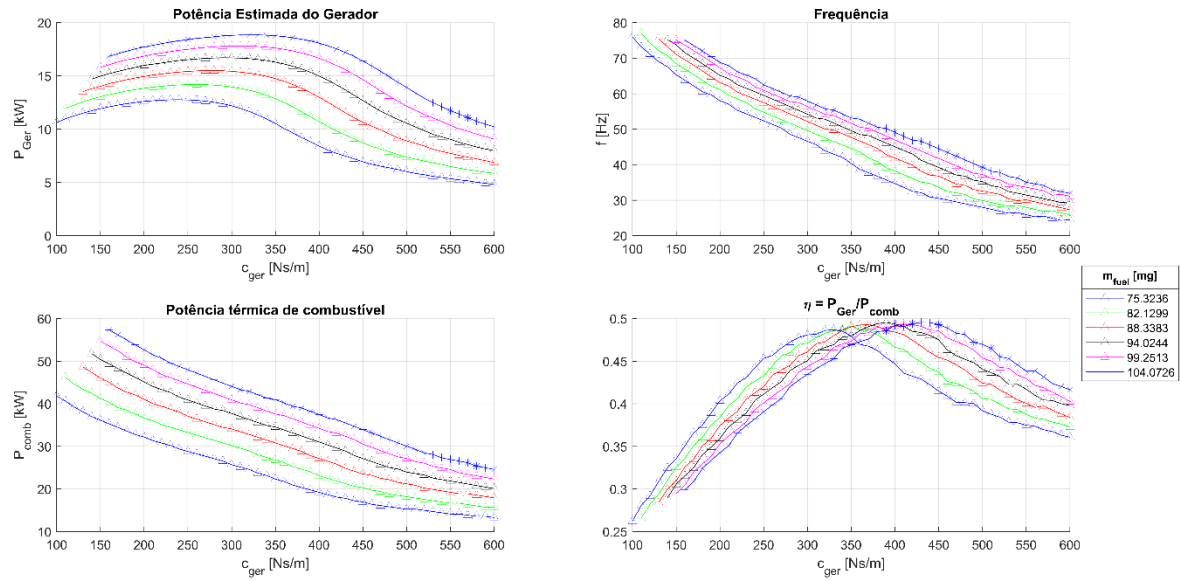 Potência Estimada do Gerador
20
15
10
5
0
P_Ger [kW]
100 150 200 250 300 350 400 450 500 550 600
c_ger [Ns/m]
Frequência
80
70
60
50
40
30
20
f [Hz]
100 150 200 250 300 350 400 450 500 550 600
c_ger [Ns/m]
Potência térmica de combustível
60
50
40
30
20
10
P_comb [kW]
100 150 200 250 300 350 400 450 500 550 600
c_ger [Ns/m]
η = P_Ger/P_comb
0.5
0.45
0.4
0.35
0.3
0.25
100 150 200 250 300 350 400 450 500 550 600
c_ger [Ns/m]
m_fuel [mg]
75.3236
82.1299
88.3383
94.0244
99.2513
104.0726